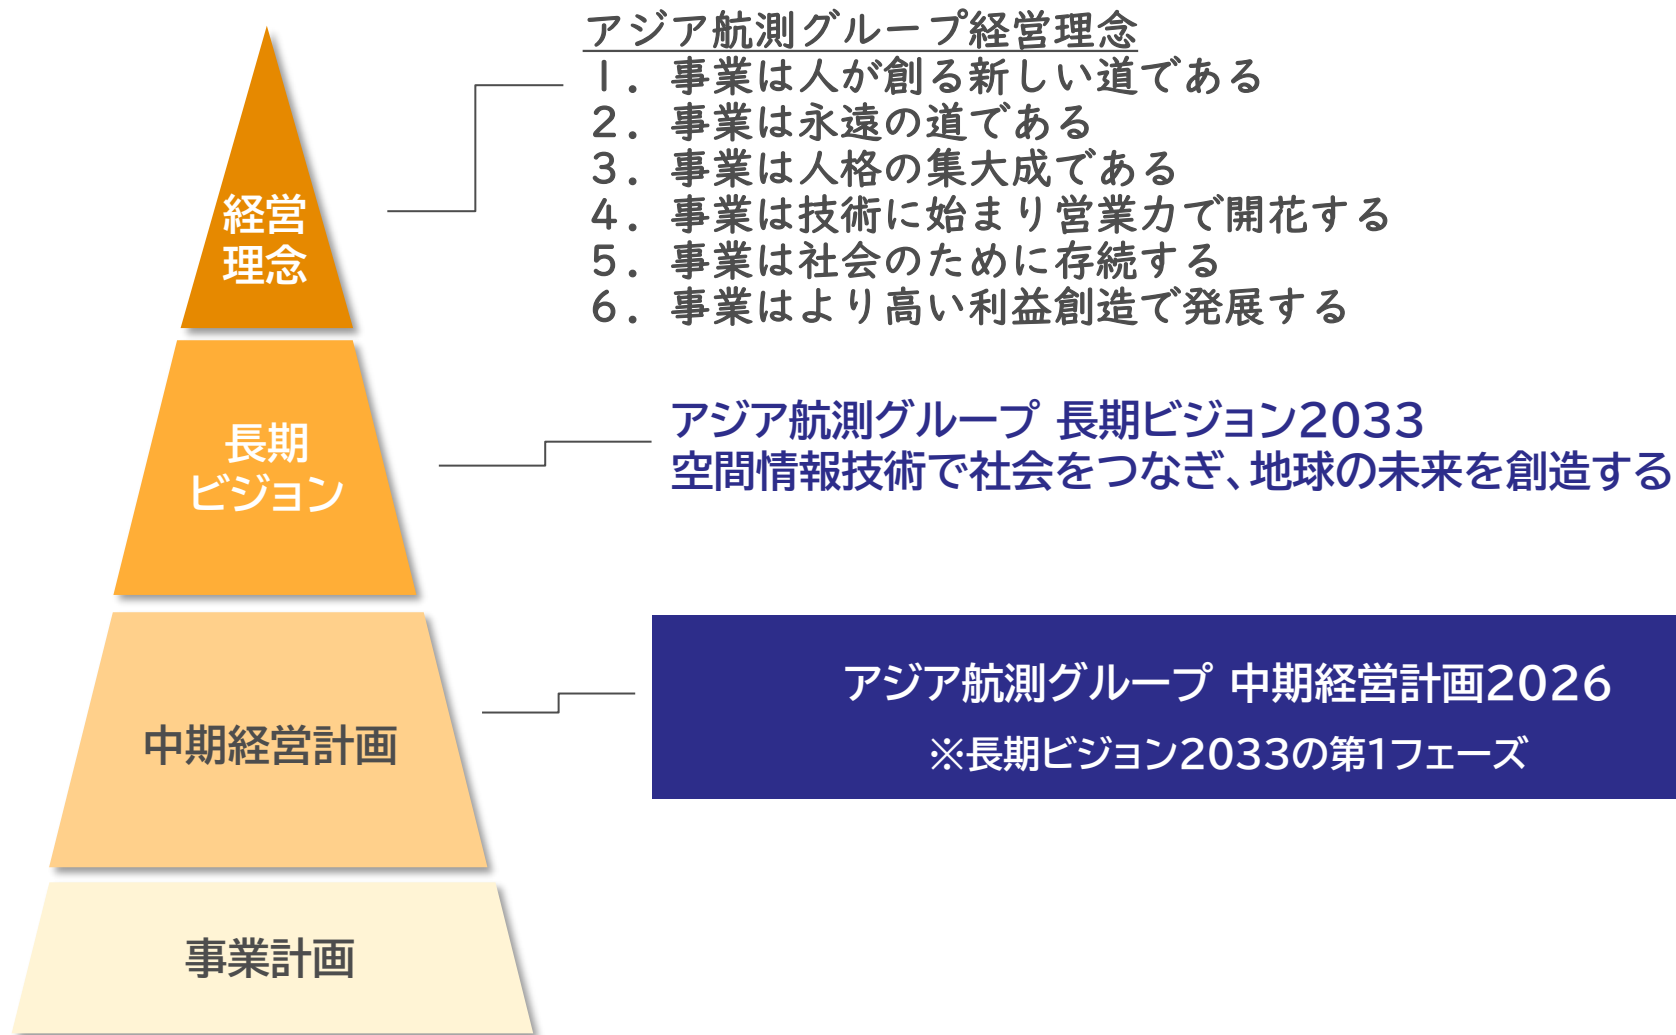 アジア航測グループ経営理念
1. 事業は人が創る新しい道である
2. 事業は永遠の道である
3. 事業は人格の集大成である
4. 事業は技術に始まり営業力で開花する
5. 事業は社会のために存続する
6. 事業はより高い利益創造で発展する
経営
理念
長期
ビジョン
アジア航測グループ 長期ビジョン2033
空間情報技術で社会をつなぎ、地球の未来を創造する
中期経営計画
アジア航測グループ 中期経営計画2026
※長期ビジョン2033の第1フェーズ
事業計画